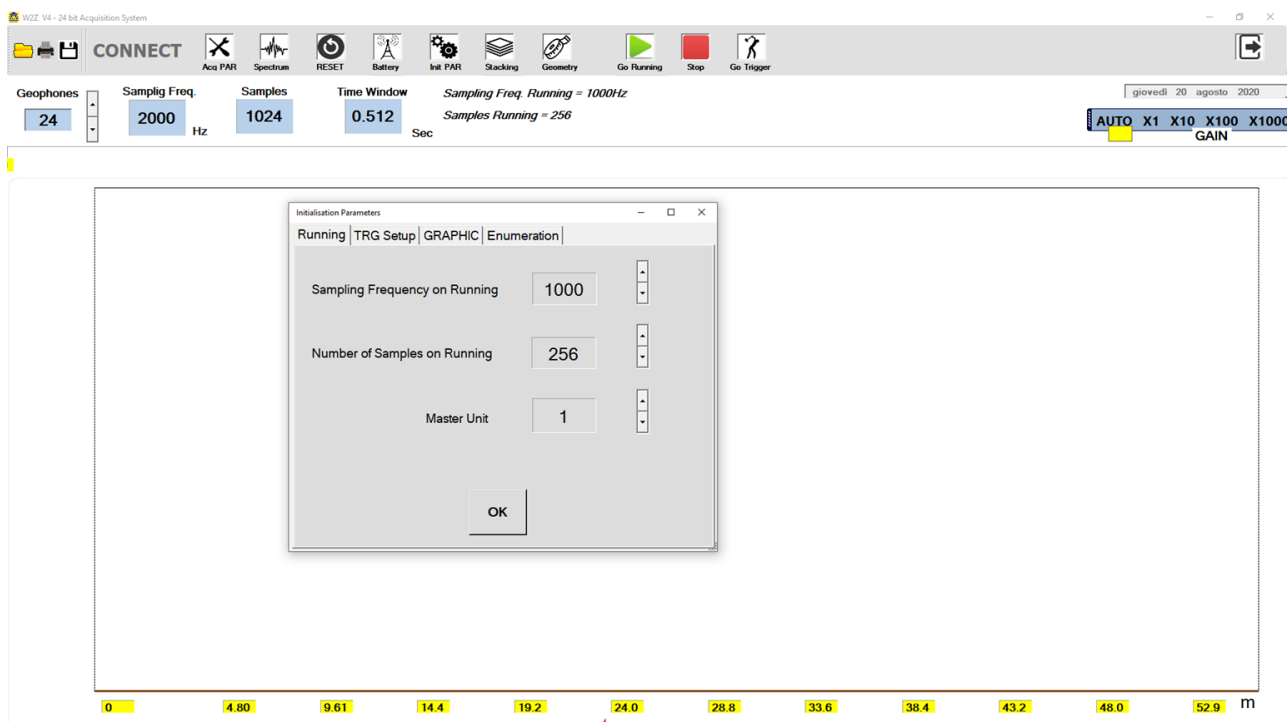 W2Z V4 - 24 bit Acquisition System
CONNECT
Acq PAR Spectrum RESET Battery Init PAR Stacking Geometry Go Running Stop Go Trigger
Geophones Samplig Freq. Samples Time Window Sampling Freq. Running = 1000Hz
giovedì 20 agosto 2020
24 2000 Hz 1024 0.512 Sec Samples Running = 256
AUTO X1 X10 X100 X1000
GAIN
Initialisation Parameters
Running TRG Setup GRAPHIC Enumeration
Sampling Frequency on Running 1000
Number of Samples on Running 256
Master Unit 1
OK
0 4.80 9.61 14.4 19.2 24.0 28.8 33.6 38.4 43.2 48.0 52.9 m